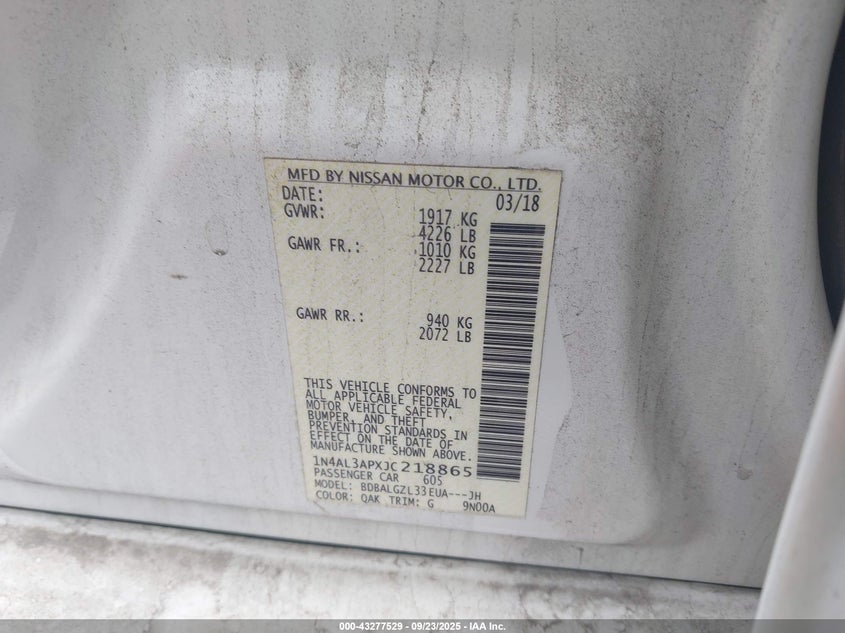 MFD BY NISSAN MOTOR CO., LTD.
DATE: 03/18
GVWR: 1917 KG
4226 LB
GAWR FR.: 1010 KG
2227 LB
GAWR RR.: 940 KG
2072 LB
THIS VEHICLE CONFORMS TO
ALL APPLICABLE FEDERAL
MOTOR VEHICLE SAFETY,
BUMPER, AND THEFT
PREVENTION STANDARDS IN
EFFECT ON THE DATE OF
MANUFACTURE SHOWN ABOVE.
1N4AL3APXJC218865
PASSENGER CAR 605
MODEL: BDBALGZL33EUA---JH
COLOR: QAK TRIM: G 9N00A
000-43277529 - 09/23/2025 - IAA Inc.